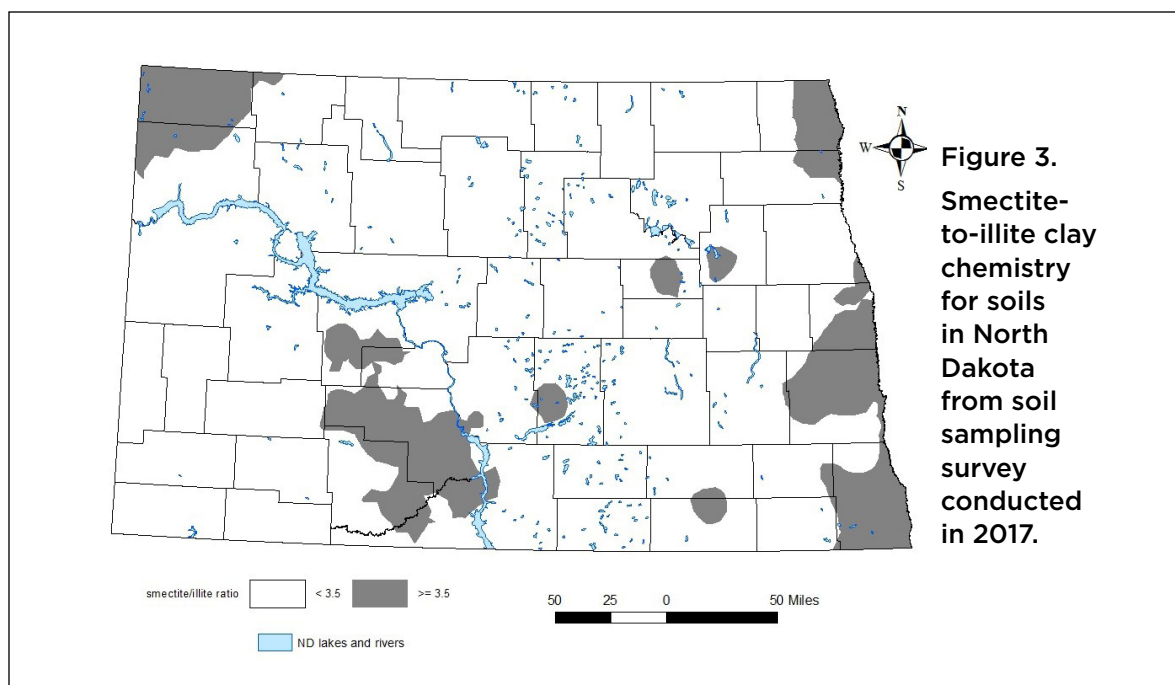 N
W
S
Figure 3.
Smectite-
to-illite clay
chemistry
for soils
in North
Dakota
from soil
sampling
survey
conducted
in 2017.
smectite/illite ratio < 3.5 >= 3.5
50 25 0 50 Miles
ND lakes and rivers